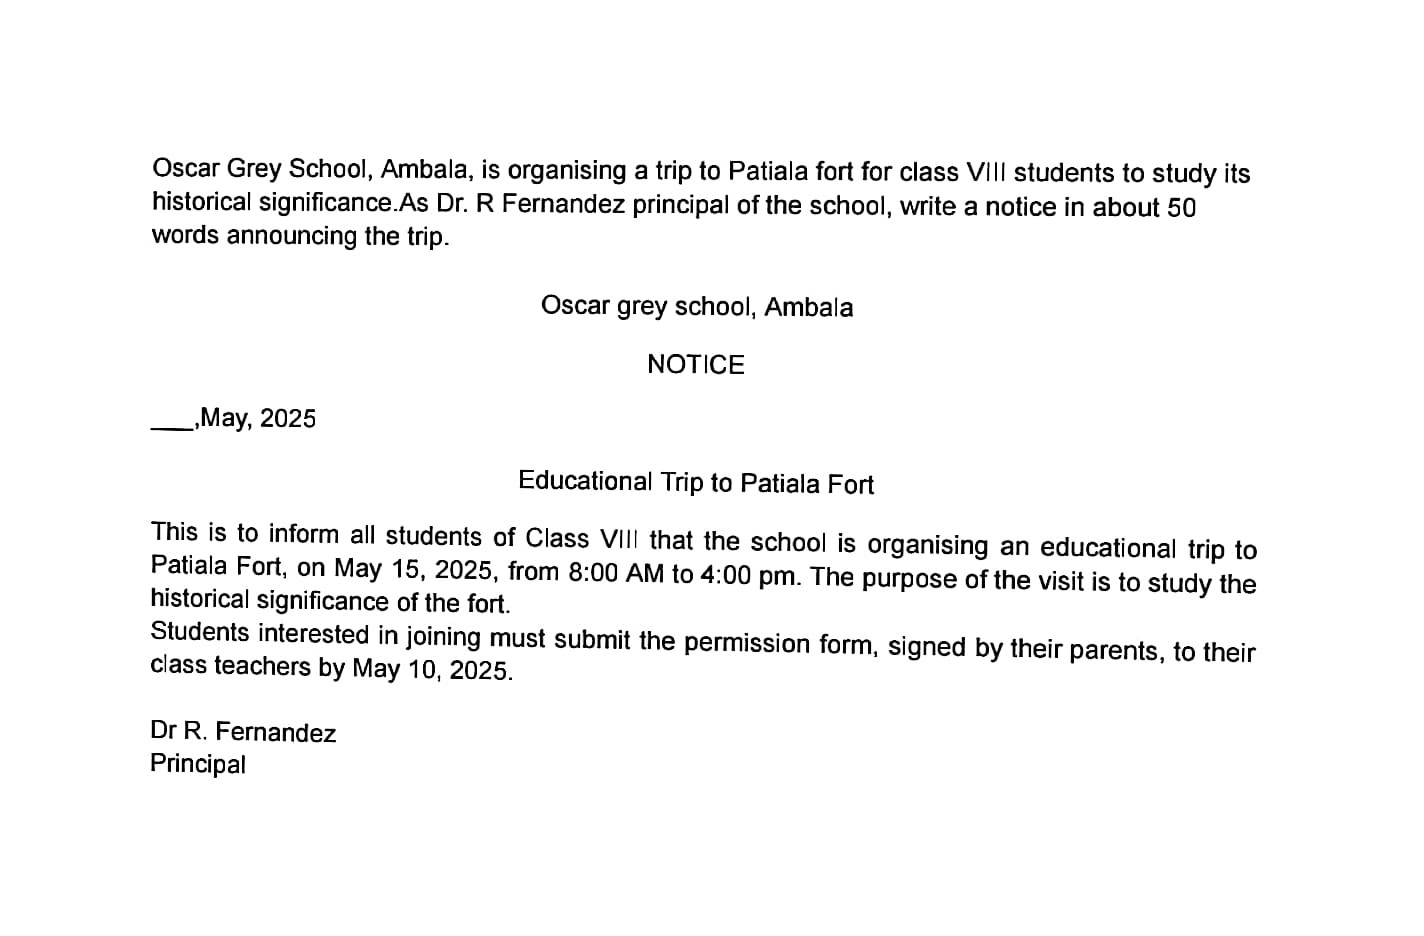 Oscar Grey School, Ambala, is organising a trip to Patiala fort for class VIII students to study its
historical significance.As Dr. R Fernandez principal of the school, write a notice in about 50
words announcing the trip.
Oscar grey school, Ambala
NOTICE
___,May, 2025
Educational Trip to Patiala Fort
This is to inform all students of Class VIII that the school is organising an educational trip to
Patiala Fort, on May 15, 2025, from 8:00 AM to 4:00 pm. The purpose of the visit is to study the
historical significance of the fort.
Students interested in joining must submit the permission form, signed by their parents, to their
class teachers by May 10, 2025.
Dr R. Fernandez
Principal